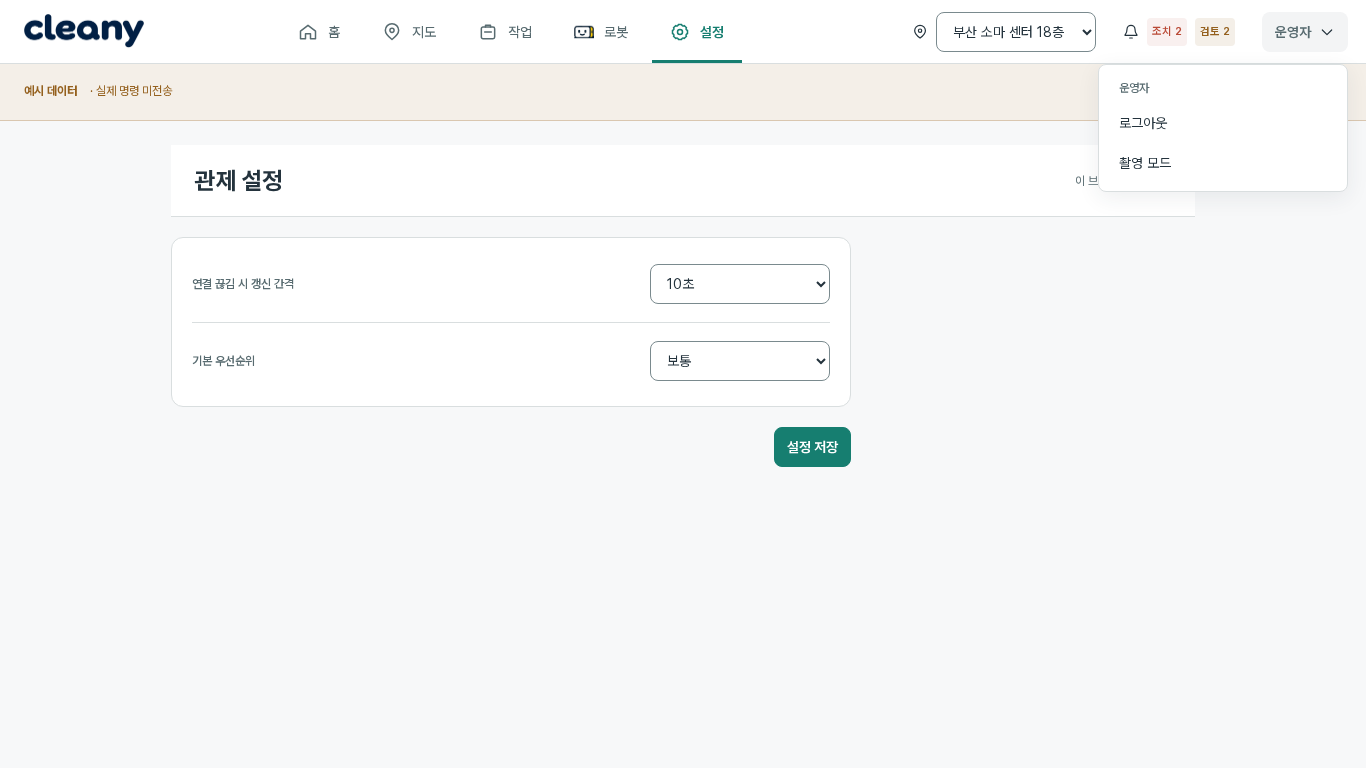 cleany
홈
지도
작업
로봇
설정
부산 소마 센터 18층
조치 2
검토 2
운영자
예시 데이터 · 실제 명령 미전송
운영자
로그아웃
촬영 모드
관제 설정
이 브
연결 끊김 시 갱신 간격
10초
기본 우선순위
보통
설정 저장